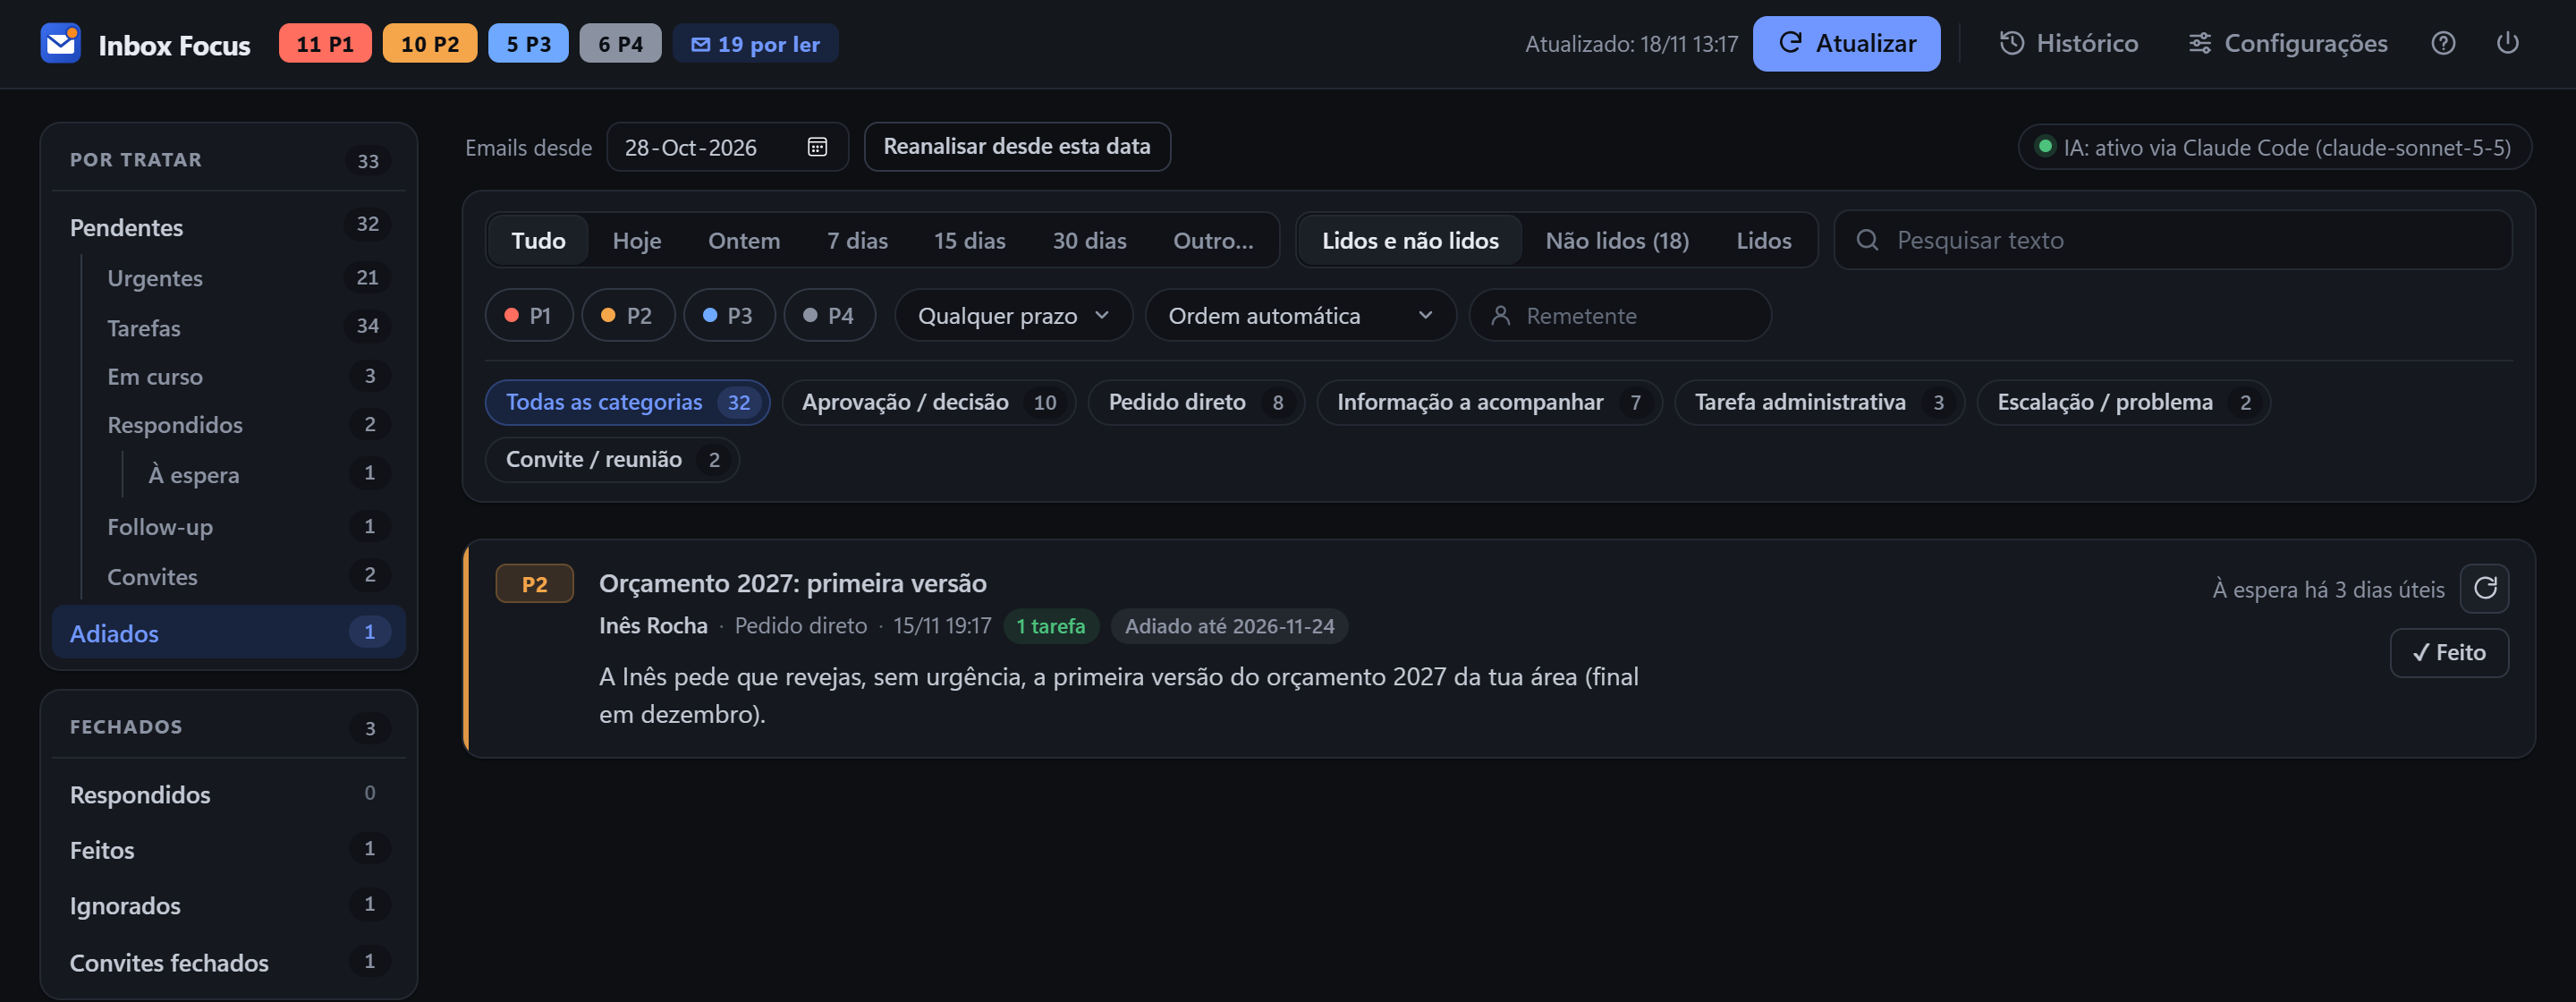 Inbox Focus
11 P1
10 P2
5 P3
6 P4
19 por ler
Atualizado: 18/11 13:17
Atualizar
Histórico
Configurações
POR TRATAR 33
Pendentes 32
Urgentes 21
Tarefas 34
Em curso 3
Respondidos 2
À espera 1
Follow-up 1
Convites 2
Adiados 1
FECHADOS 3
Respondidos 0
Feitos 1
Ignorados 1
Convites fechados 1
Emails desde 28-Oct-2026 Reanalisar desde esta data
IA: ativo via Claude Code (claude-sonnet-5-5)
Tudo Hoje Ontem 7 dias 15 dias 30 dias Outro...
Lidos e não lidos Não lidos (18) Lidos
Pesquisar texto
P1 P2 P3 P4 Qualquer prazo Ordem automática Remetente
Todas as categorias 32 Aprovação / decisão 10 Pedido direto 8 Informação a acompanhar 7 Tarefa administrativa 3 Escalação / problema 2
Convite / reunião 2
P2 Orçamento 2027: primeira versão
À espera há 3 dias úteis
Inês Rocha · Pedido direto · 15/11 19:17 1 tarefa Adiado até 2026-11-24
✓ Feito
A Inês pede que revejas, sem urgência, a primeira versão do orçamento 2027 da tua área (final
em dezembro).